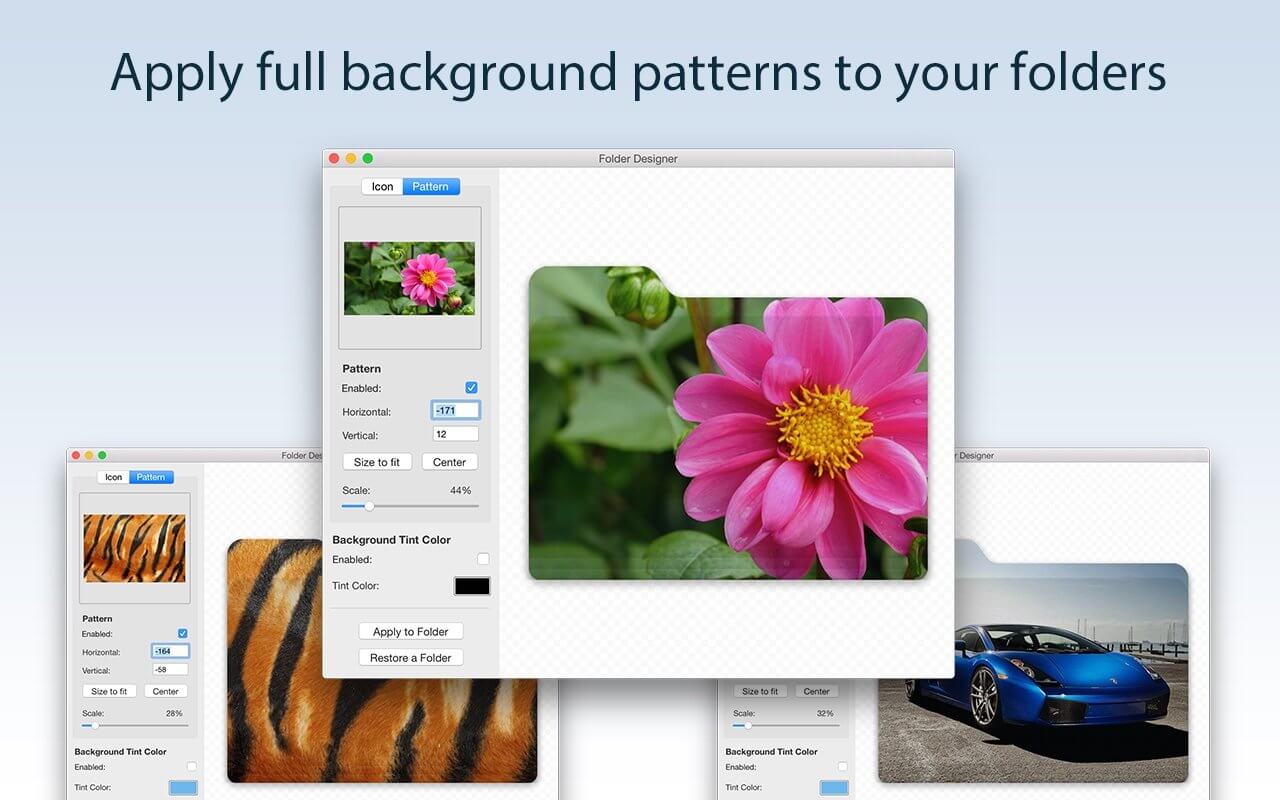 Apply full background patterns to your folders
Folder Designer
Icon Pattern
Pattern
Enabled:
Horizontal: -171
Vertical: 12
Size to fit Center
Scale: 44%
Background Tint Color
Enabled:
Tint Color:
Apply to Folder
Restore a Folder
Folder Des
Icon Pattern
Pattern
Enabled:
Horizontal: -164
Vertical: -58
Size to fit Center
Scale: 28%
Background Tint Color
Enabled:
Tint Color:
r Designer
Size to fit Center
Scale: 32%
Background Tint Color
Enabled:
Tint Color: